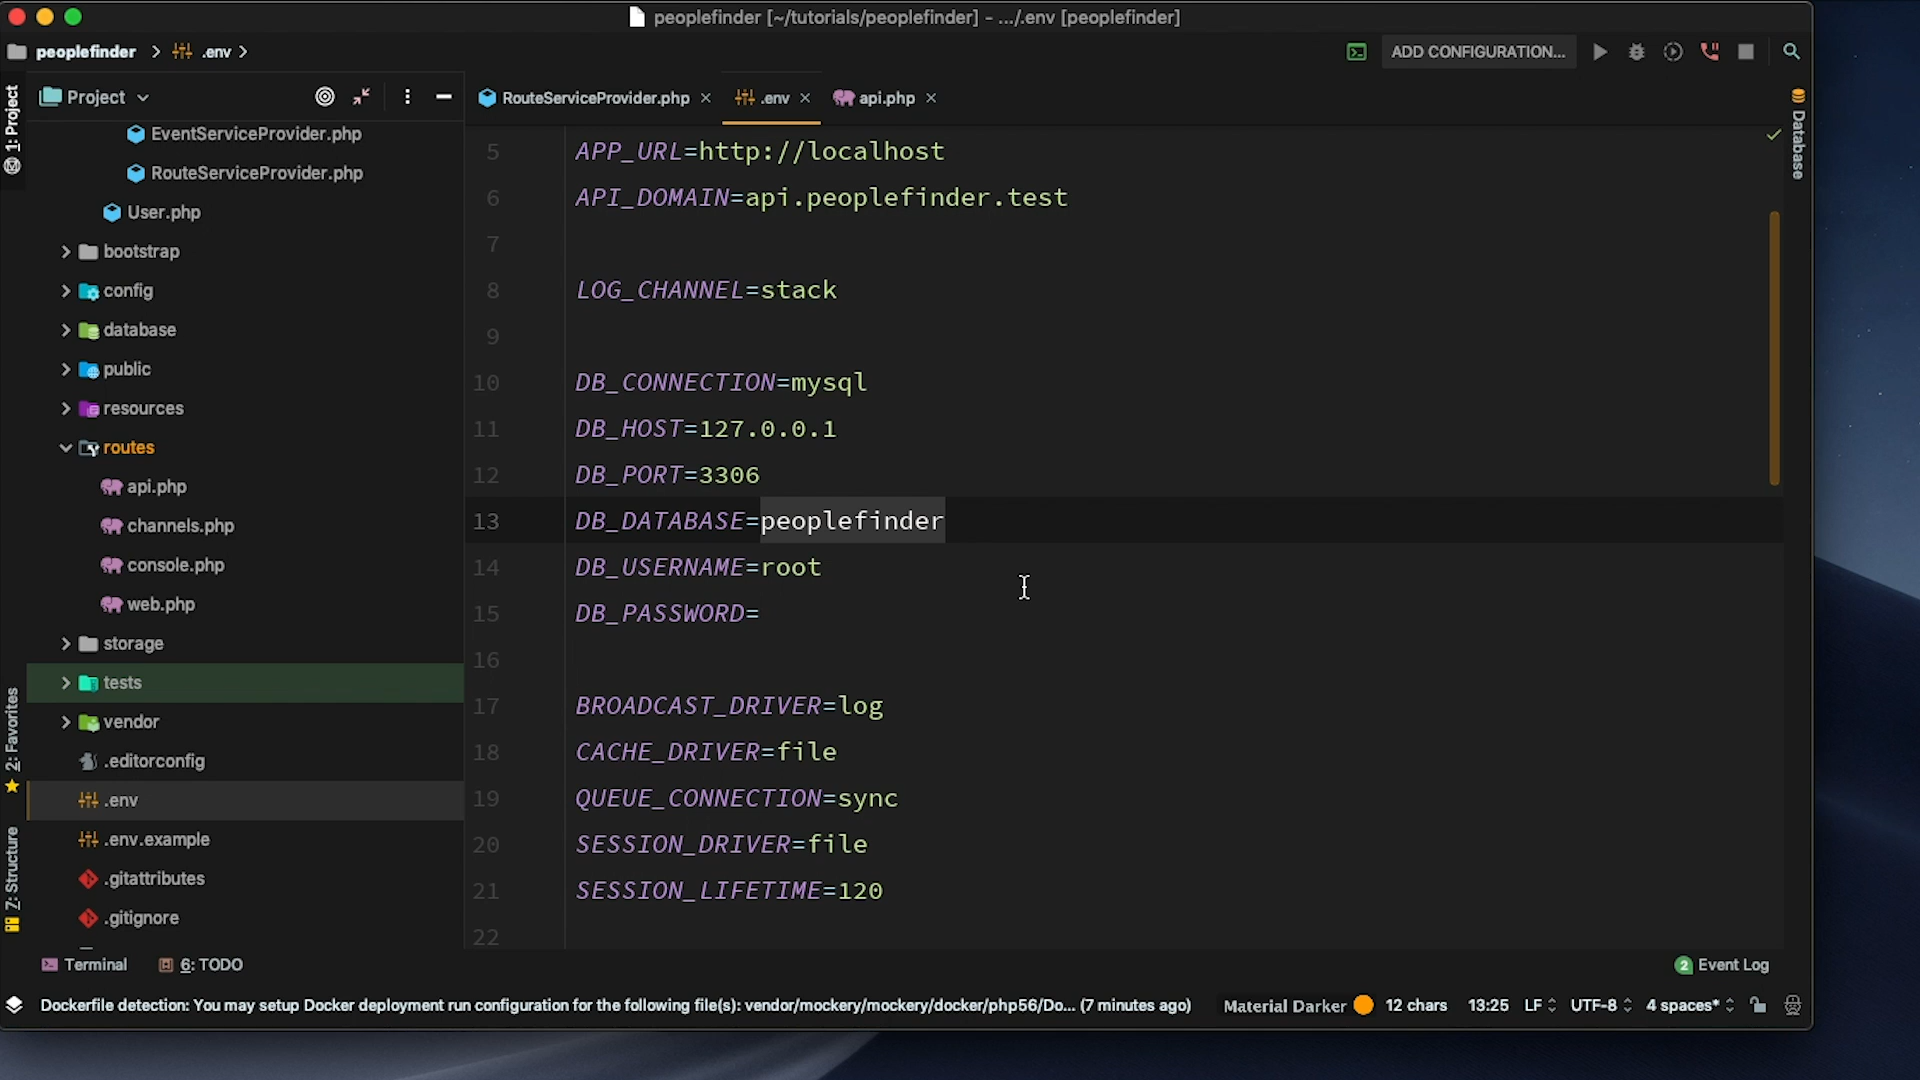 peoplefinder [~/tutorials/peoplefinder] - .../.env [peoplefinder]
peoplefinder .env
ADD CONFIGURATION...
1: Project
2: Favorites
7: Structure
Project
EventServiceProvider.php
RouteServiceProvider.php
User.php
bootstrap
config
database
public
resources
routes
api.php
channels.php
console.php
web.php
storage
tests
vendor
.editorconfig
.env
.env.example
.gitattributes
.gitignore
RouteServiceProvider.php .env api.php
5 APP_URL=http://localhost
6 API_DOMAIN=api.peoplefinder.test
7
8 LOG_CHANNEL=stack
9
10 DB_CONNECTION=mysql
11 DB_HOST=127.0.0.1
12 DB_PORT=3306
13 DB_DATABASE=peoplefinder
14 DB_USERNAME=root
15 DB_PASSWORD=
16
17 BROADCAST_DRIVER=log
18 CACHE_DRIVER=file
19 QUEUE_CONNECTION=sync
20 SESSION_DRIVER=file
21 SESSION_LIFETIME=120
22
Database
Terminal 6: TODO
2 Event Log
Dockerfile detection: You may setup Docker deployment run configuration for the following file(s): vendor/mockery/mockery/docker/php56/Do... (7 minutes ago) Material Darker 12 chars 13:25 LF UTF-8 4 spaces*